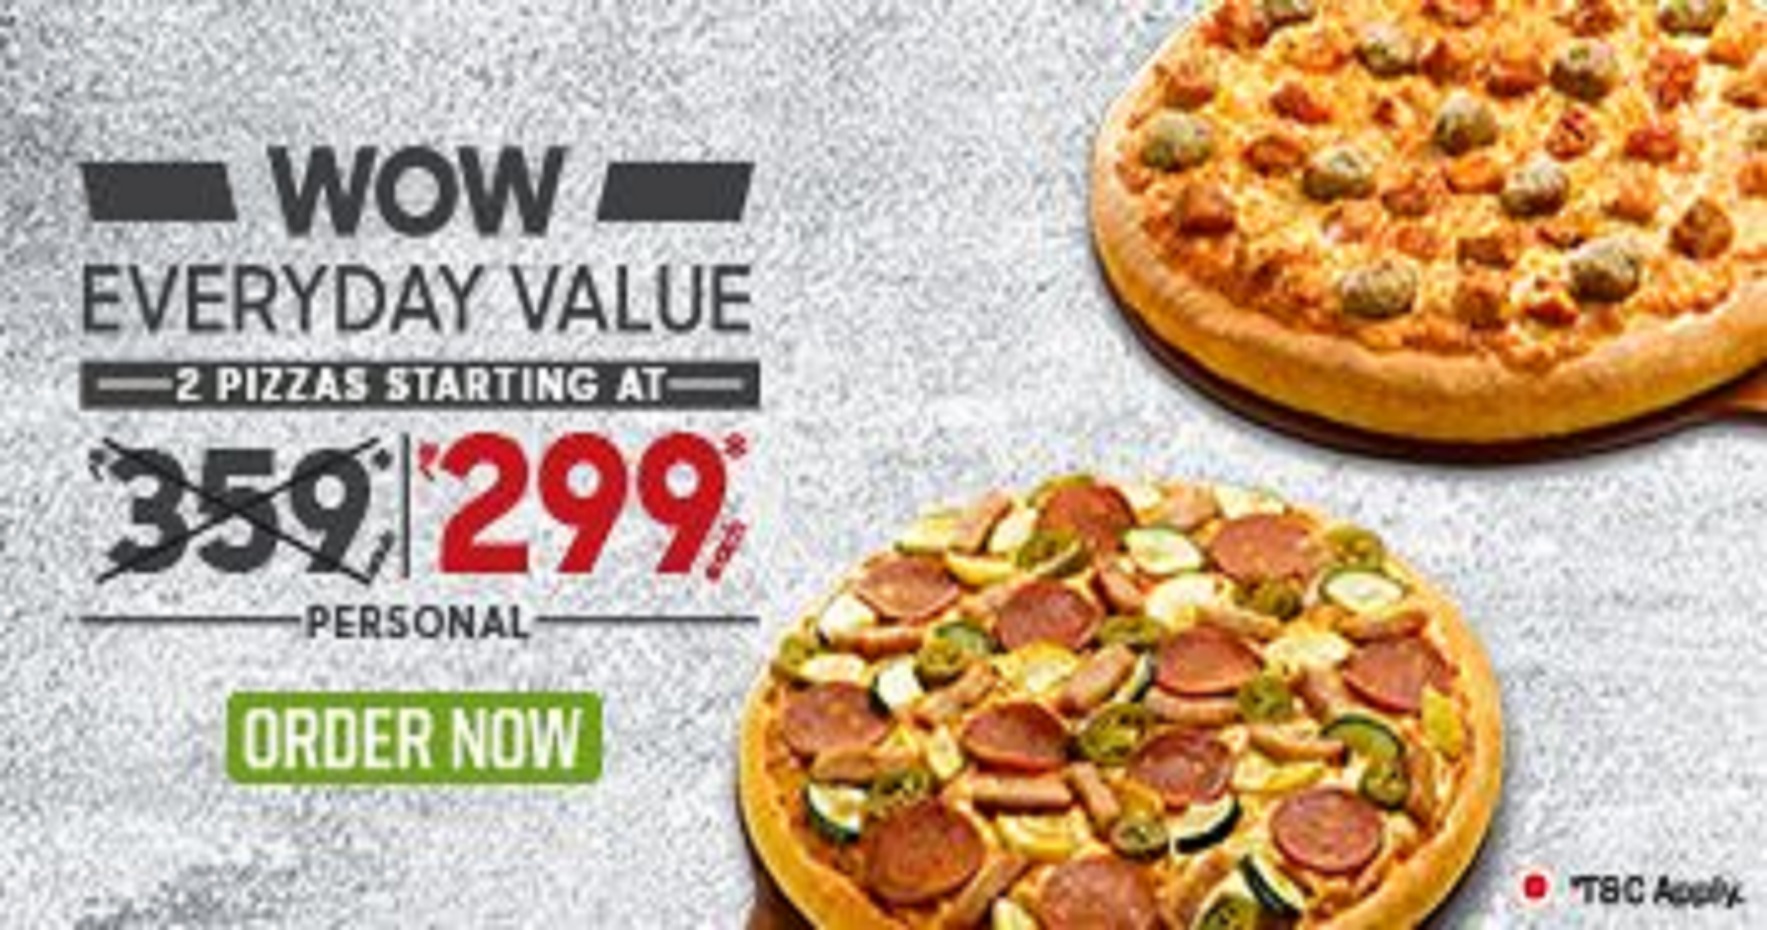 WOW
EVERYDAY VALUE
2 PIZZAS STARTING AT
₹359* ₹299*
PERSONAL
ORDER NOW
*T&C Apply.